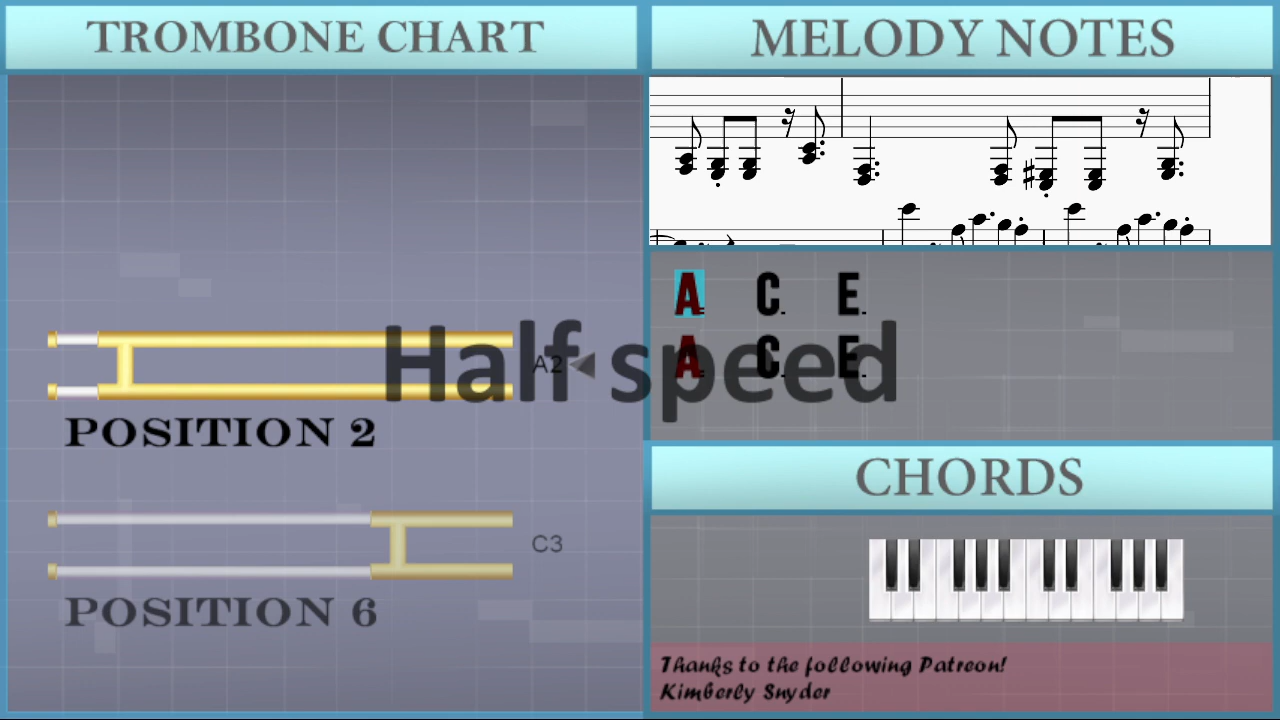 TROMBONE CHART
MELODY NOTES
A= C. E.
A= C. E.
Half speed
A2
POSITION 2
CHORDS
C3
POSITION 6
Thanks to the following Patreon!
Kimberly Snyder